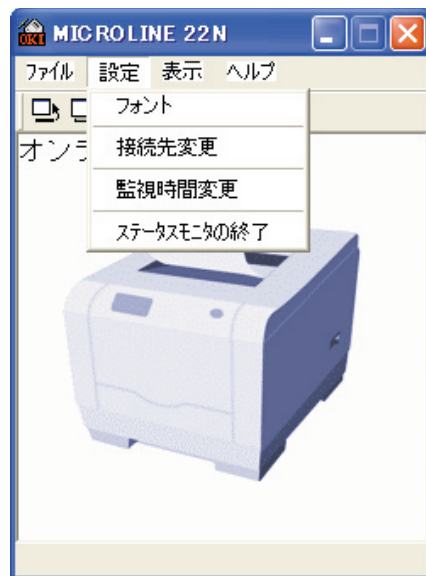 OKI MICROLINE 22N
ファイル 設定 表示 ヘルプ
フォント
オンラ
接続先変更
監視時間変更
ステータスモニタの終了